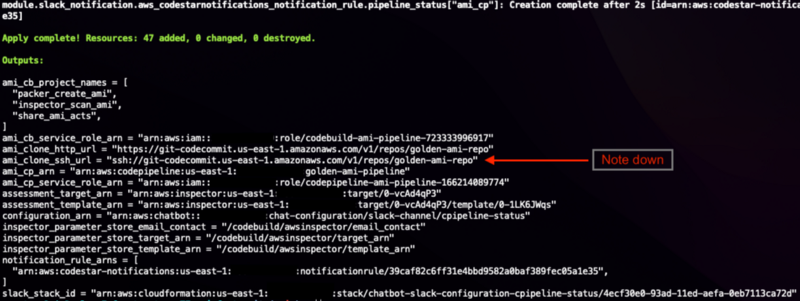 module.slack_notification.aws_codestarnotifications_notification_rule.pipeline_status["ami_cp"]: Creation complete after 2s [id=arn:aws:codestar-notifica
e35]
Apply complete! Resources: 47 added, 0 changed, 0 destroyed.
Outputs:
ami_cb_project_names = [
"packer_create_ami",
"inspector_scan_ami",
"share_ami_acts",
]
ami_cb_service_role_arn = "arn:aws:iam:: :role/codebuild-ami-pipeline-723333996917"
ami_clone_http_url = "https://git-codecommit.us-east-1.amazonaws.com/v1/repos/golden-ami-repo"
ami_clone_ssh_url = "ssh://git-codecommit.us-east-1.amazonaws.com/v1/repos/golden-ami-repo"
Note down
ami_cp_arn = "arn:aws:codepipeline:us-east-1: golden-ami-pipeline"
ami_cp_service_role_arn = "arn:aws:iam:: :role/codepipeline-ami-pipeline-166214089774"
assessment_target_arn = "arn:aws:inspector:us-east-1: :target/0-vcAd4qP3"
assessment_template_arn = "arn:aws:inspector:us-east-1: target/0-vcAd4qP3/template/0-1LK6JWqs"
configuration_arn = "arn:aws:chatbot:: :chat-configuration/slack-channel/cpipeline-status"
inspector_parameter_store_email_contact = "/codebuild/awsinspector/email_contact"
inspector_parameter_store_target_arn = "/codebuild/awsinspector/target_arn"
inspector_parameter_store_template_arn = "/codebuild/awsinspector/template_arn"
notification_rule_arns = [
"arn:aws:codestar-notifications:us-east-1: :notificationrule/39caf82c6ff31e4bbd9582a0baf389fec05a1e35",
]
slack_stack_id = "arn:aws:cloudformation:us-east-1: :stack/chatbot-slack-configuration-cpipeline-status/4ecf30e0-93ad-11ed-aefa-0eb7113ca72d"